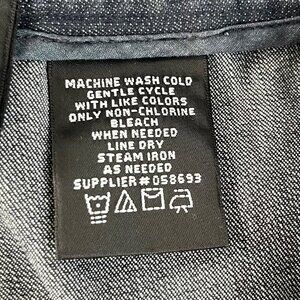 MACHINE WASH COLD
GENTLE CYCLE
WITH LIKE COLORS
ONLY NON-CHLORINE
BLEACH
WHEN NEEDED
LINE DRY
STEAM IRON
AS NEEDED
SUPPLIER#058693